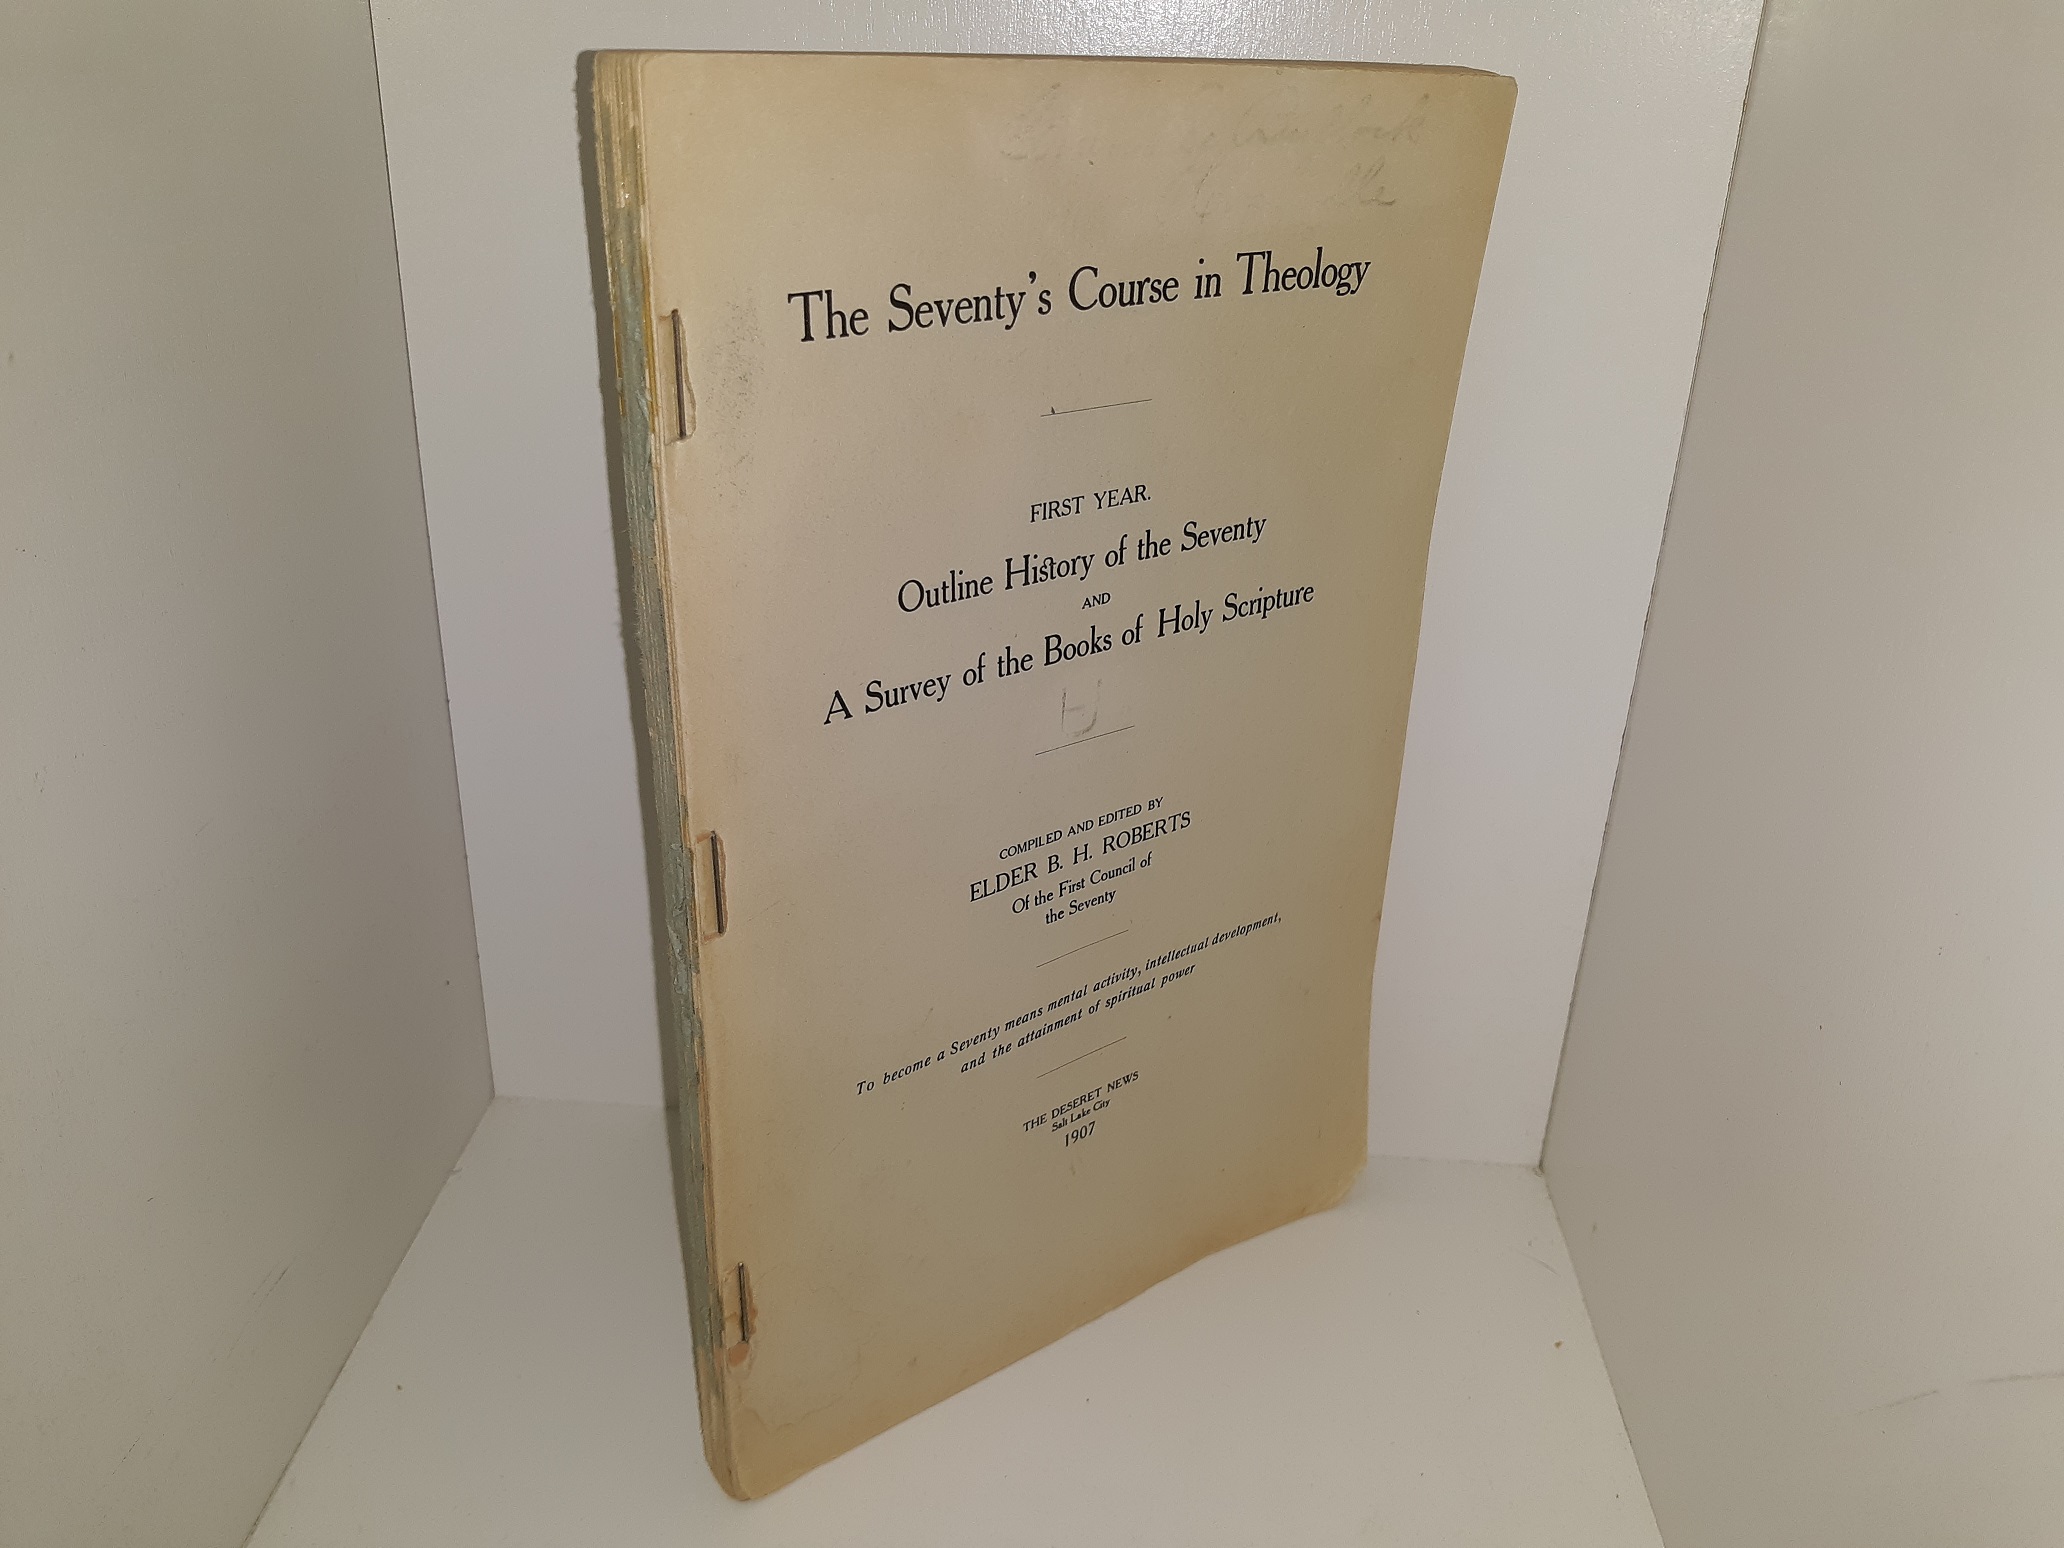 The Seventy's Course in Theology
FIRST YEAR.
Outline History of the Seventy
AND
A Survey of the Books of Holy Scripture
COMPILED AND EDITED BY
ELDER B. H. ROBERTS
Of the First Council of
the Seventy
To become a Seventy means mental activity, intellectual development,
and the attainment of spiritual power
THE DESERET NEWS
Salt Lake City
1907